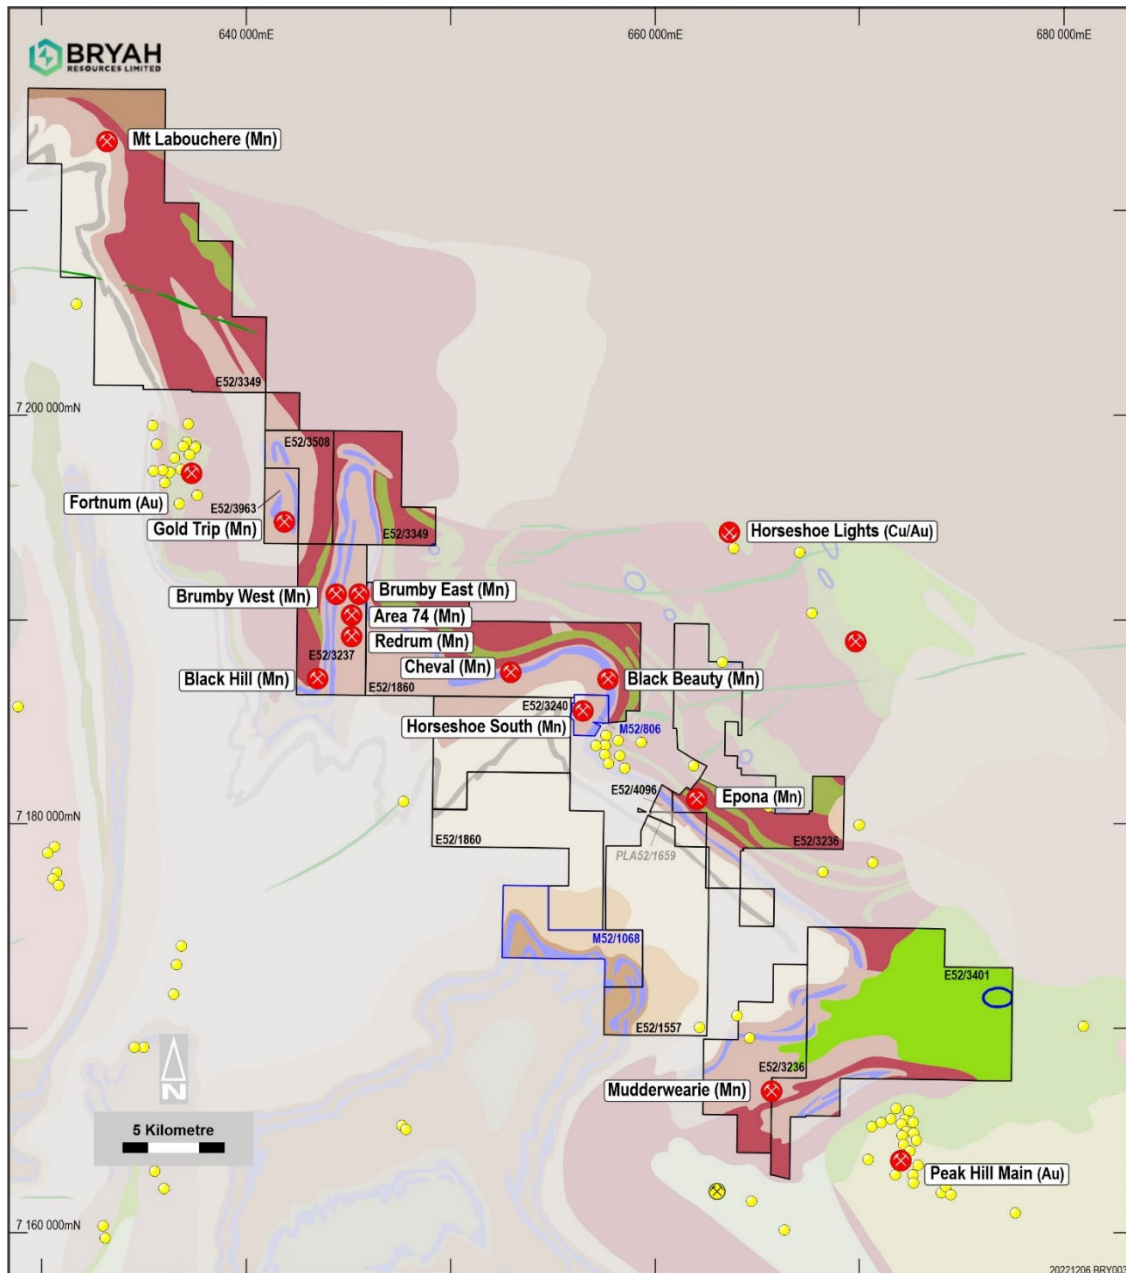 640 000mE
660 000mE
680 000mE
BRYAH
RESOURCES LIMITED
Mt Labouchere (Mn)
E52/3349
7 200 000mN
E52/3508
Fortnum (Au)
E52/3963
Gold Trip (Mn)
E52/3349
Horseshoe Lights (Cu/Au)
Brumby West (Mn)
Brumby East (Mn)
Area 74 (Mn)
Redrum (Mn)
E52/3237
Cheval (Mn)
Black Hill (Mn)
E52/1860
Black Beauty (Mn)
E52/3240
Horseshoe South (Mn)
M52/806
E52/4096
Epona (Mn)
7 180 000mN
E52/1860
PLA52/1659
E52/3236
M52/1068
E52/3401
E52/1557
E52/3236
Mudderwearie (Mn)
N
5 Kilometre
Peak Hill Main (Au)
7 160 000mN
20221206 BRY003